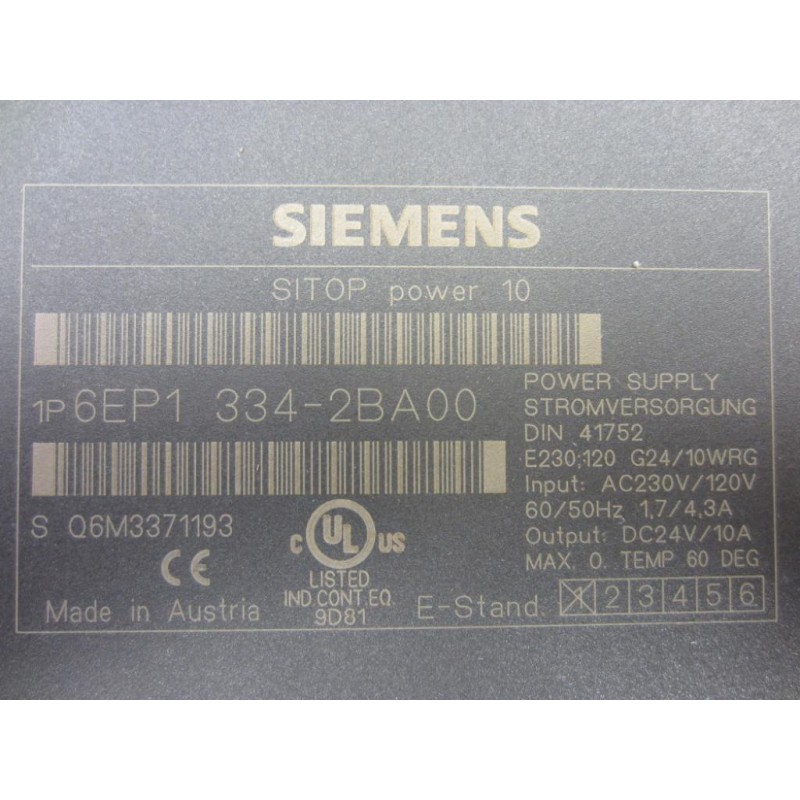 SIEMENS
SITOP power 10
1P 6EP1 334-2BA00
POWER SUPPLY
STROMVERSORGUNG
DIN 41752
E230;120 G24/10WRG
Input: AC230V/120V
60/50Hz 1,7/4,3A
Output: DC24V/10A
MAX. O. TEMP 60 DEG
S Q6M3371193
CE
C UL US
LISTED
IND.CONT.EQ.
9D81
Made in Austria
E-Stand 1 2 3 4 5 6